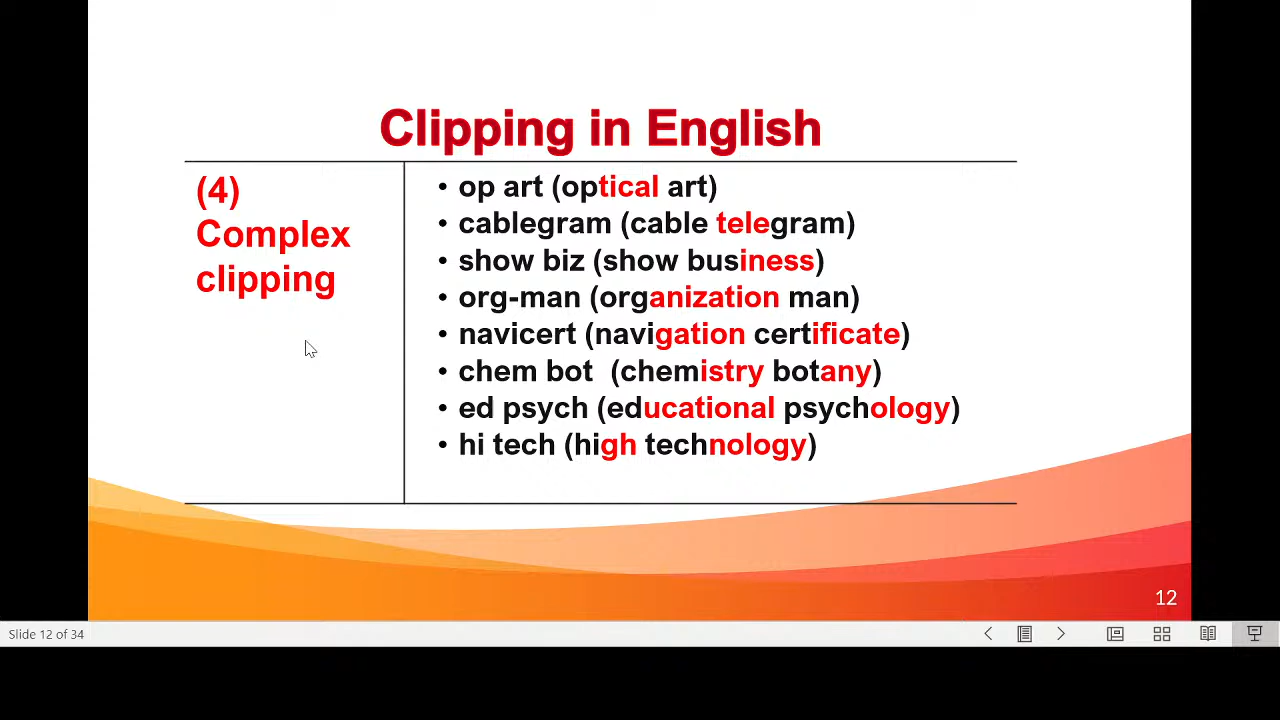 Clipping in English
(4)
Complex
clipping
• op art (optical art)
• cablegram (cable telegram)
• show biz (show business)
• org-man (organization man)
• navicert (navigation certificate)
• chem bot (chemistry botany)
• ed psych (educational psychology)
• hi tech (high technology)
12
Slide 12 of 34